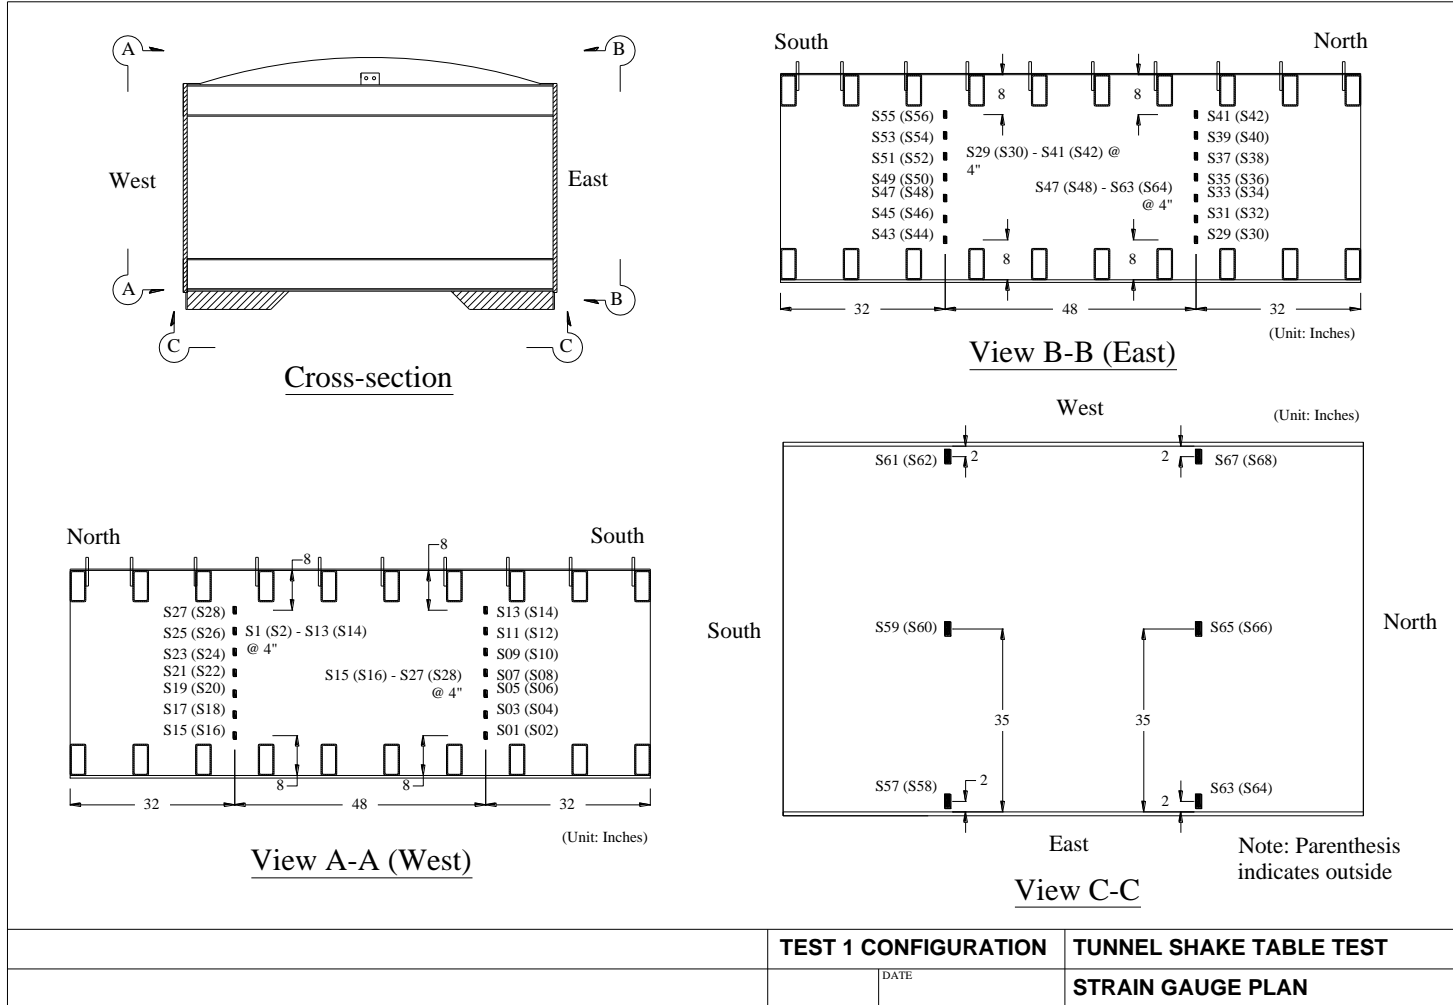 A
B
West
East
A
B
C
C
Cross-section
South
North
8
8
S55 (S56)
S53 (S54)
S51 (S52)
S49 (S50)
S47 (S48)
S45 (S46)
S43 (S44)
S29 (S30) - S41 (S42) @
4"
S47 (S48) - S63 (S64)
@ 4"
S41 (S42)
S39 (S40)
S37 (S38)
S35 (S36)
S33 (S34)
S31 (S32)
S29 (S30)
8
8
32
48
32
(Unit: Inches)
View B-B (East)
North
South
8
8
S27 (S28)
S25 (S26)
S23 (S24)
S21 (S22)
S19 (S20)
S17 (S18)
S15 (S16)
S1 (S2) - S13 (S14)
@ 4"
S15 (S16) - S27 (S28)
@ 4"
S13 (S14)
S11 (S12)
S09 (S10)
S07 (S08)
S05 (S06)
S03 (S04)
S01 (S02)
8
8
32
48
32
(Unit: Inches)
View A-A (West)
West
(Unit: Inches)
S61 (S62)
2
2
S67 (S68)
South
S59 (S60)
S65 (S66)
North
35
35
S57 (S58)
2
2
S63 (S64)
East
View C-C
Note: Parenthesis
indicates outside
TEST 1 CONFIGURATION
TUNNEL SHAKE TABLE TEST
DATE
STRAIN GAUGE PLAN